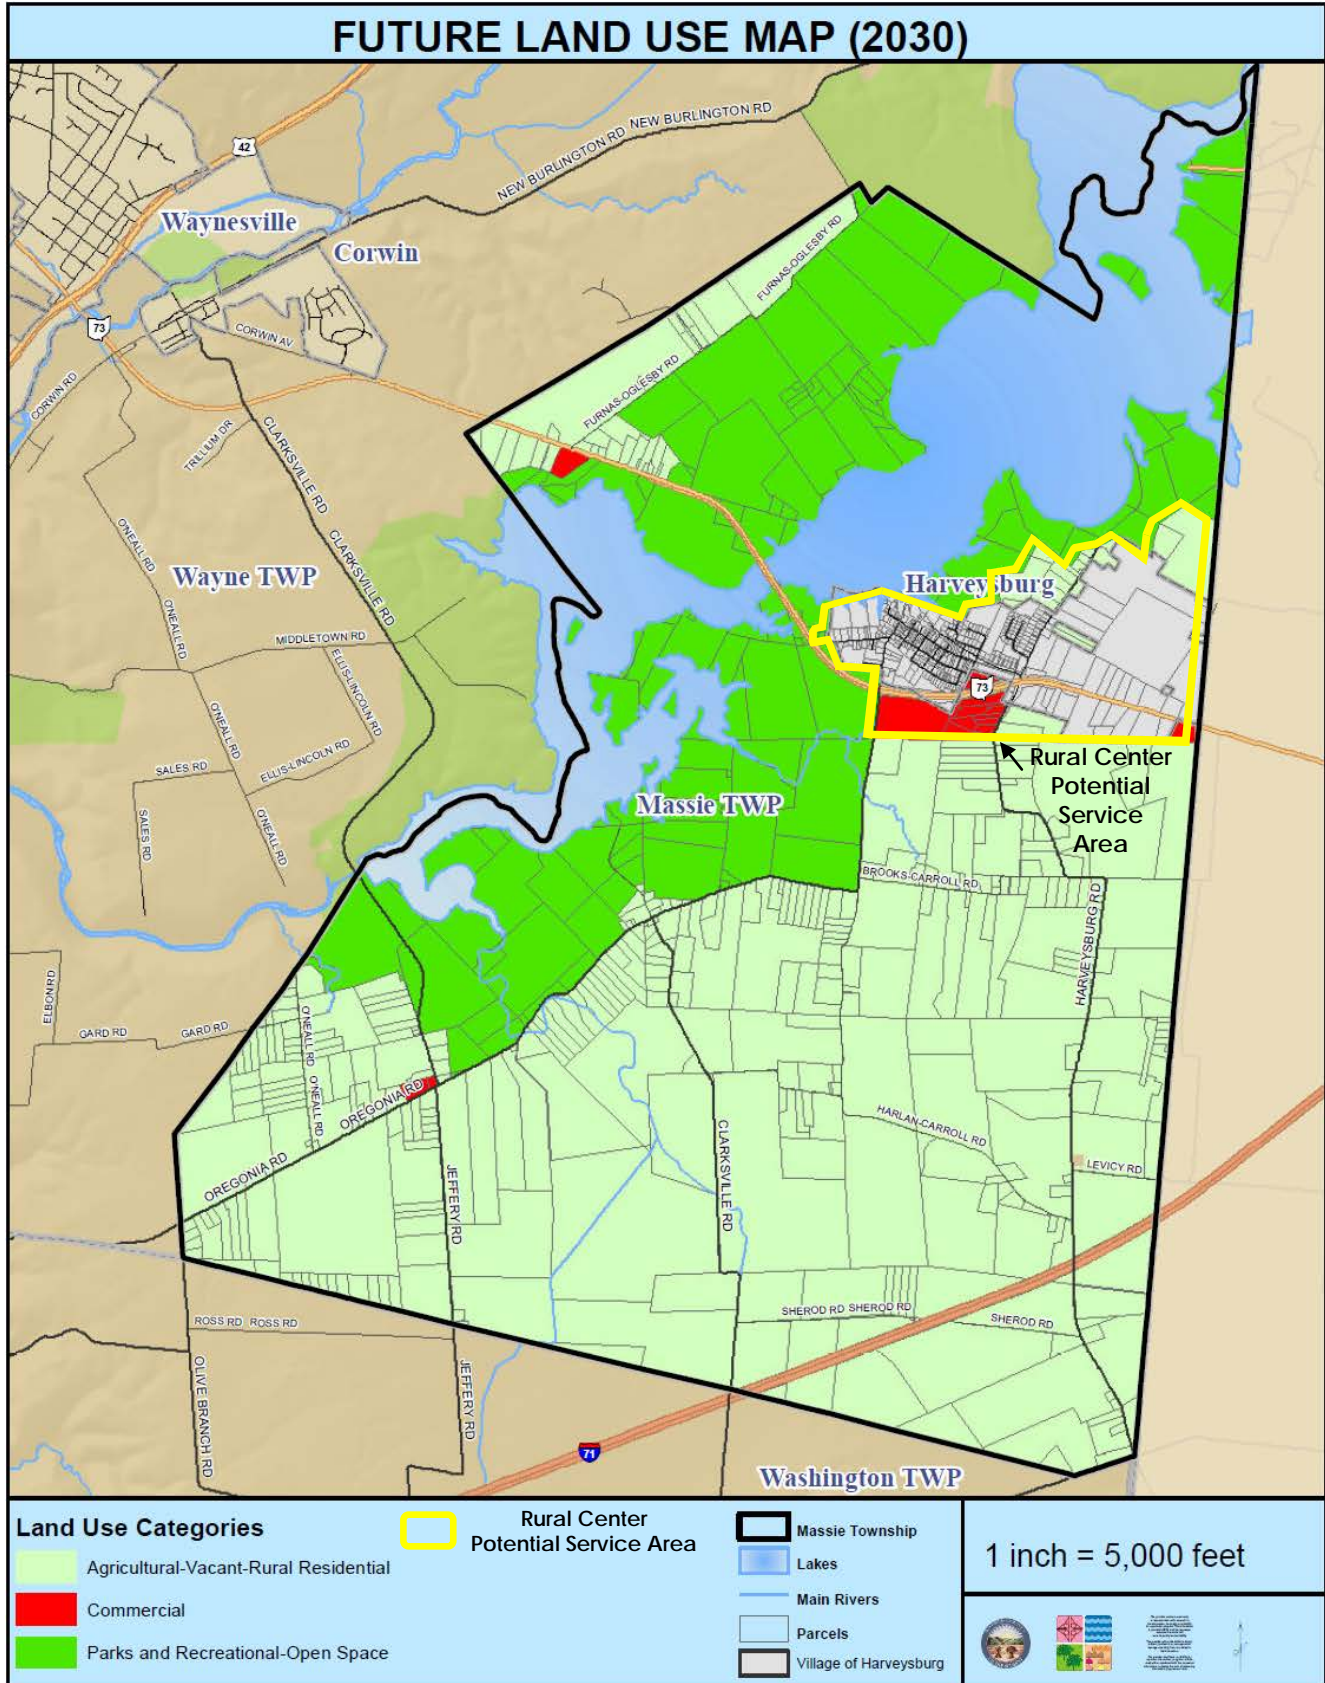 FUTURE LAND USE MAP (2030)
NEW BURLINGTON RD
NEW BURLINGTON RD
42
Waynesville
Corwin
FURNAS-OGLESBY RD
73
CORWIN AV
CORWIN RD
FURNAS-OGLESBY RD
TRILLIUM DR
CLARKSVILLE RD
CLARKSVILLE RD
O'NEALL RD
Wayne TWP
Harveysburg
O'NEALL RD
MIDDLETOWN RD
ELLIS-LINCOLN RD
73
O'NEALL RD
ELLIS-LINCOLN RD
SALES RD
Rural Center
Potential
Service
Area
Massie TWP
SALES RD
O'NEALL RD
BROOKS-CARROLL RD
HARVEYSBURG RD
ELBON RD
GARD RD
GARD RD
O'NEALL RD
O'NEALL RD
OREGONIA RD
HARLAN-CARROLL RD
OREGONIA RD
CLARKSVILLE RD
LEVICY RD
JEFFERY RD
SHEROD RD
SHEROD RD
SHEROD RD
ROSS RD
ROSS RD
OLIVE BRANCH RD
JEFFERY RD
71
Washington TWP
Land Use Categories
Agricultural-Vacant-Rural Residential
Commercial
Parks and Recreational-Open Space
Rural Center
Potential Service Area
Massie Township
Lakes
Main Rivers
Parcels
Village of Harveysburg
1 inch = 5,000 feet